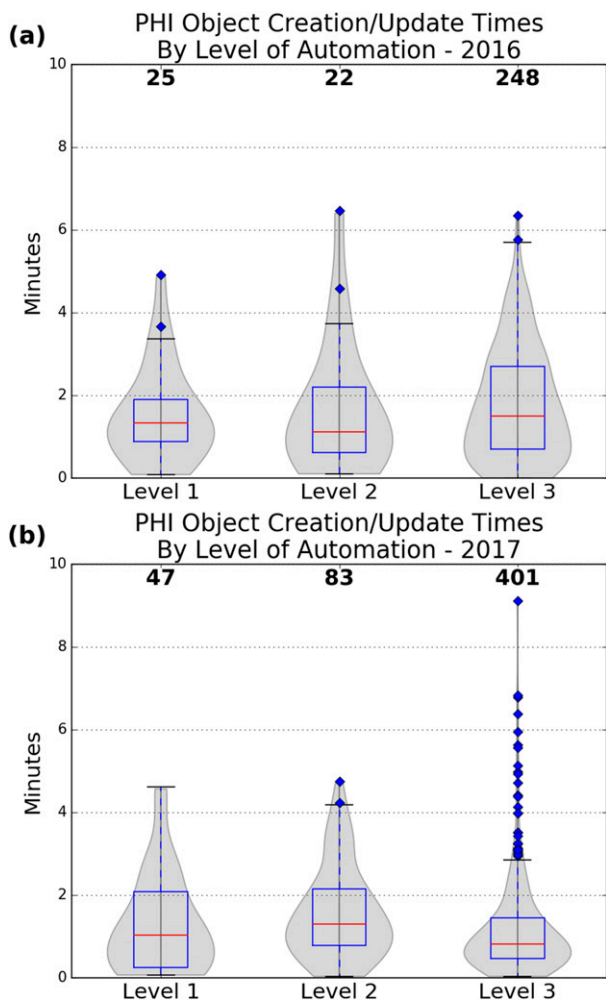 (a)
PHI Object Creation/Update Times
By Level of Automation - 2016
10
25 22 248
8
6
Minutes
4
2
0
Level 1 Level 2 Level 3
(b)
PHI Object Creation/Update Times
By Level of Automation - 2017
10
47 83 401
8
6
Minutes
4
2
0
Level 1 Level 2 Level 3